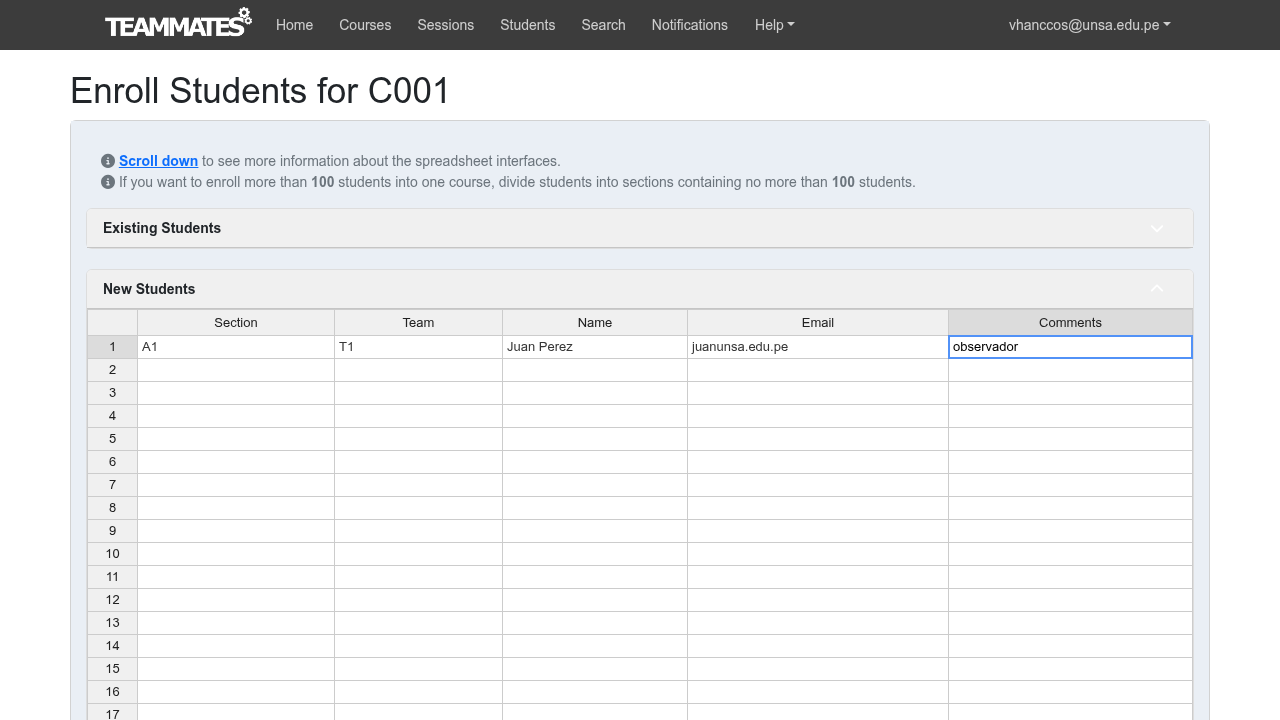 TEAMMATES Home Courses Sessions Students Search Notifications Help vhanccos@unsa.edu.pe
Enroll Students for C001
Scroll down to see more information about the spreadsheet interfaces.
If you want to enroll more than 100 students into one course, divide students into sections containing no more than 100 students.
Existing Students
New Students
Section Team Name Email Comments
1 A1 T1 Juan Perez juanunsa.edu.pe observador
2
3
4
5
6
7
8
9
10
11
12
13
14
15
16
17